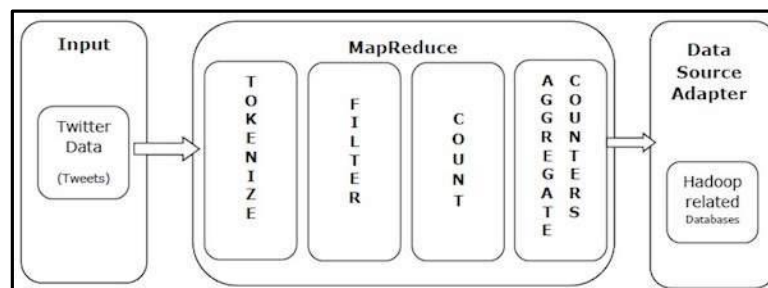 Input
Twitter
Data
(Tweets)
MapReduce
TOKENIZE
FILTER
COUNT
AGGREGATE
COUNTERS
Data
Source
Adapter
Hadoop
related
Databases